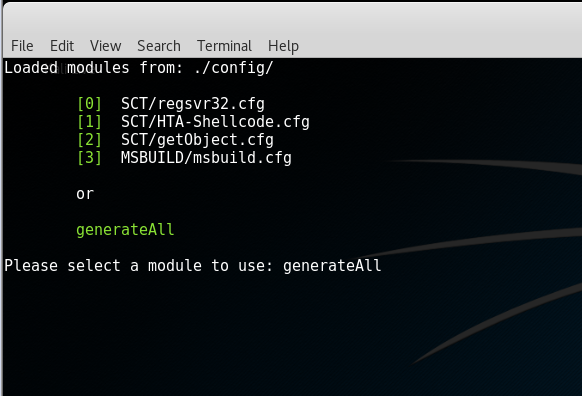 File Edit View Search Terminal Help
Loaded modules from: ./config/
[0] SCT/regsvr32.cfg
[1] SCT/HTA-Shellcode.cfg
[2] SCT/getObject.cfg
[3] MSBUILD/msbuild.cfg
or
generateAll
Please select a module to use: generateAll